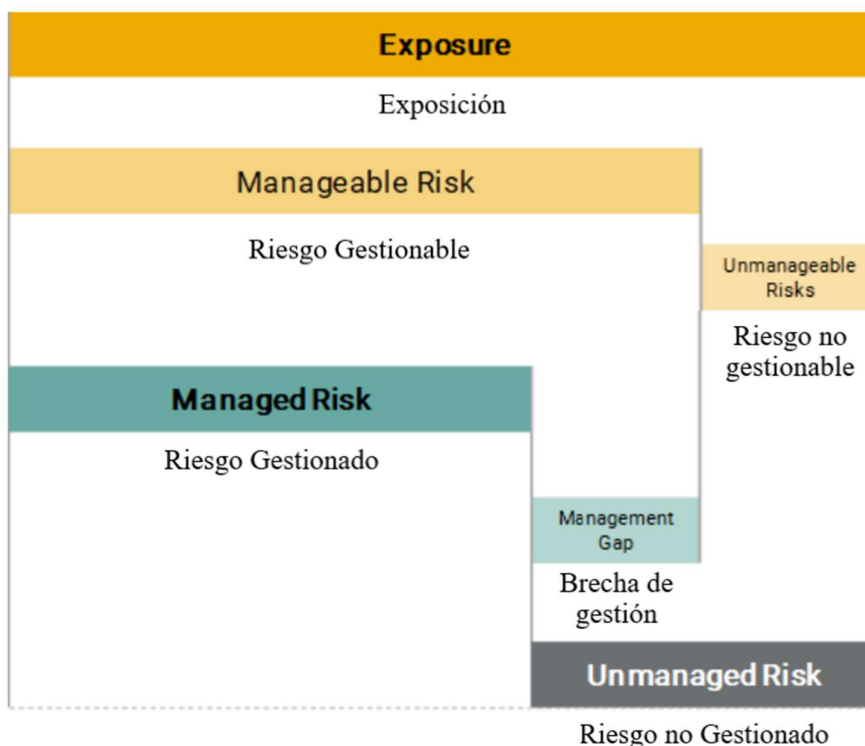 Exposure
Exposición
Manageable Risk
Riesgo Gestionable
Unmanageable
Risks
Riesgo no
gestionable
Managed Risk
Riesgo Gestionado
Management
Gap
Brecha de
gestión
Unmanaged Risk
Riesgo no Gestionado